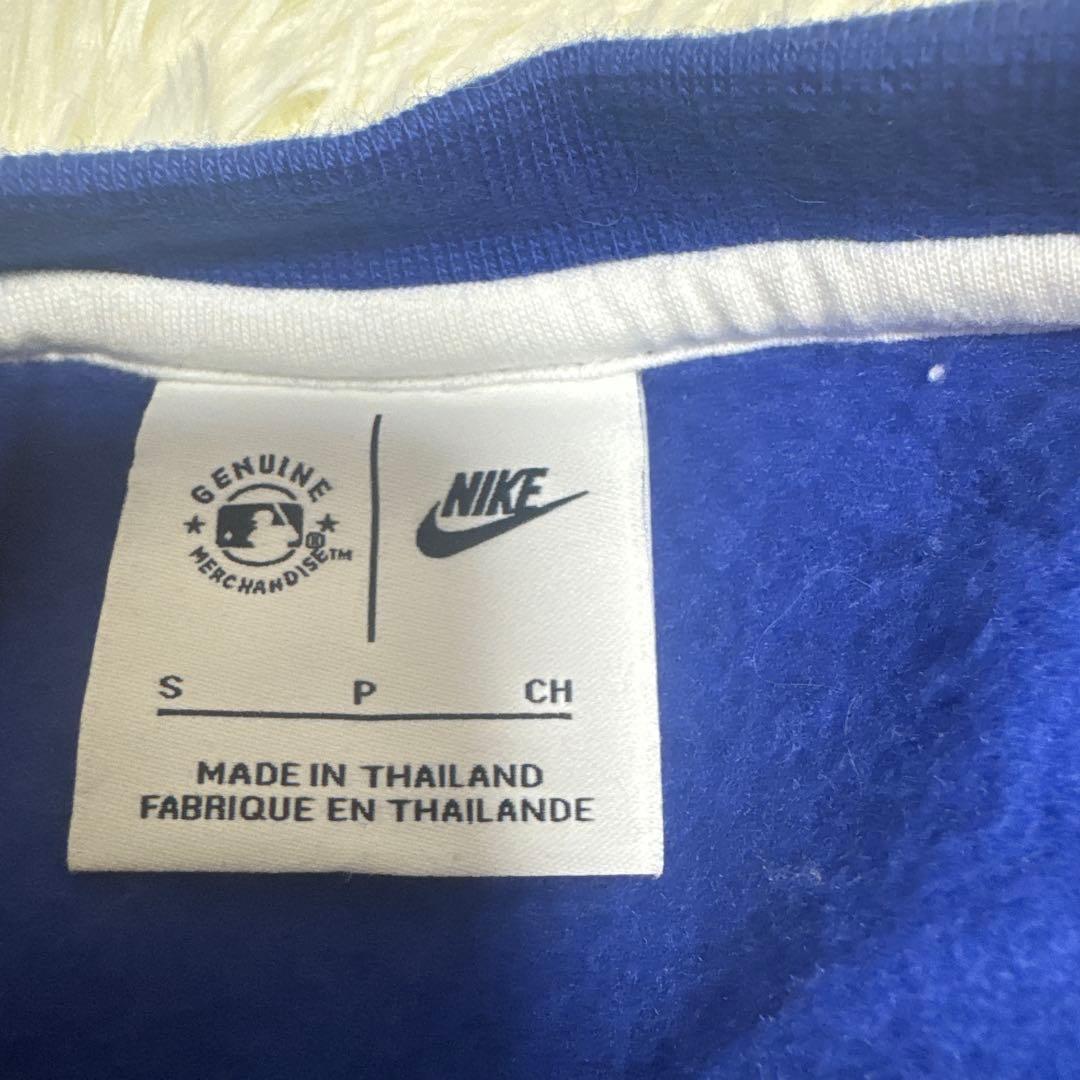 GENUINE
MERCHANDISE™
®
NIKE
S P CH
MADE IN THAILAND
FABRIQUE EN THAILANDE